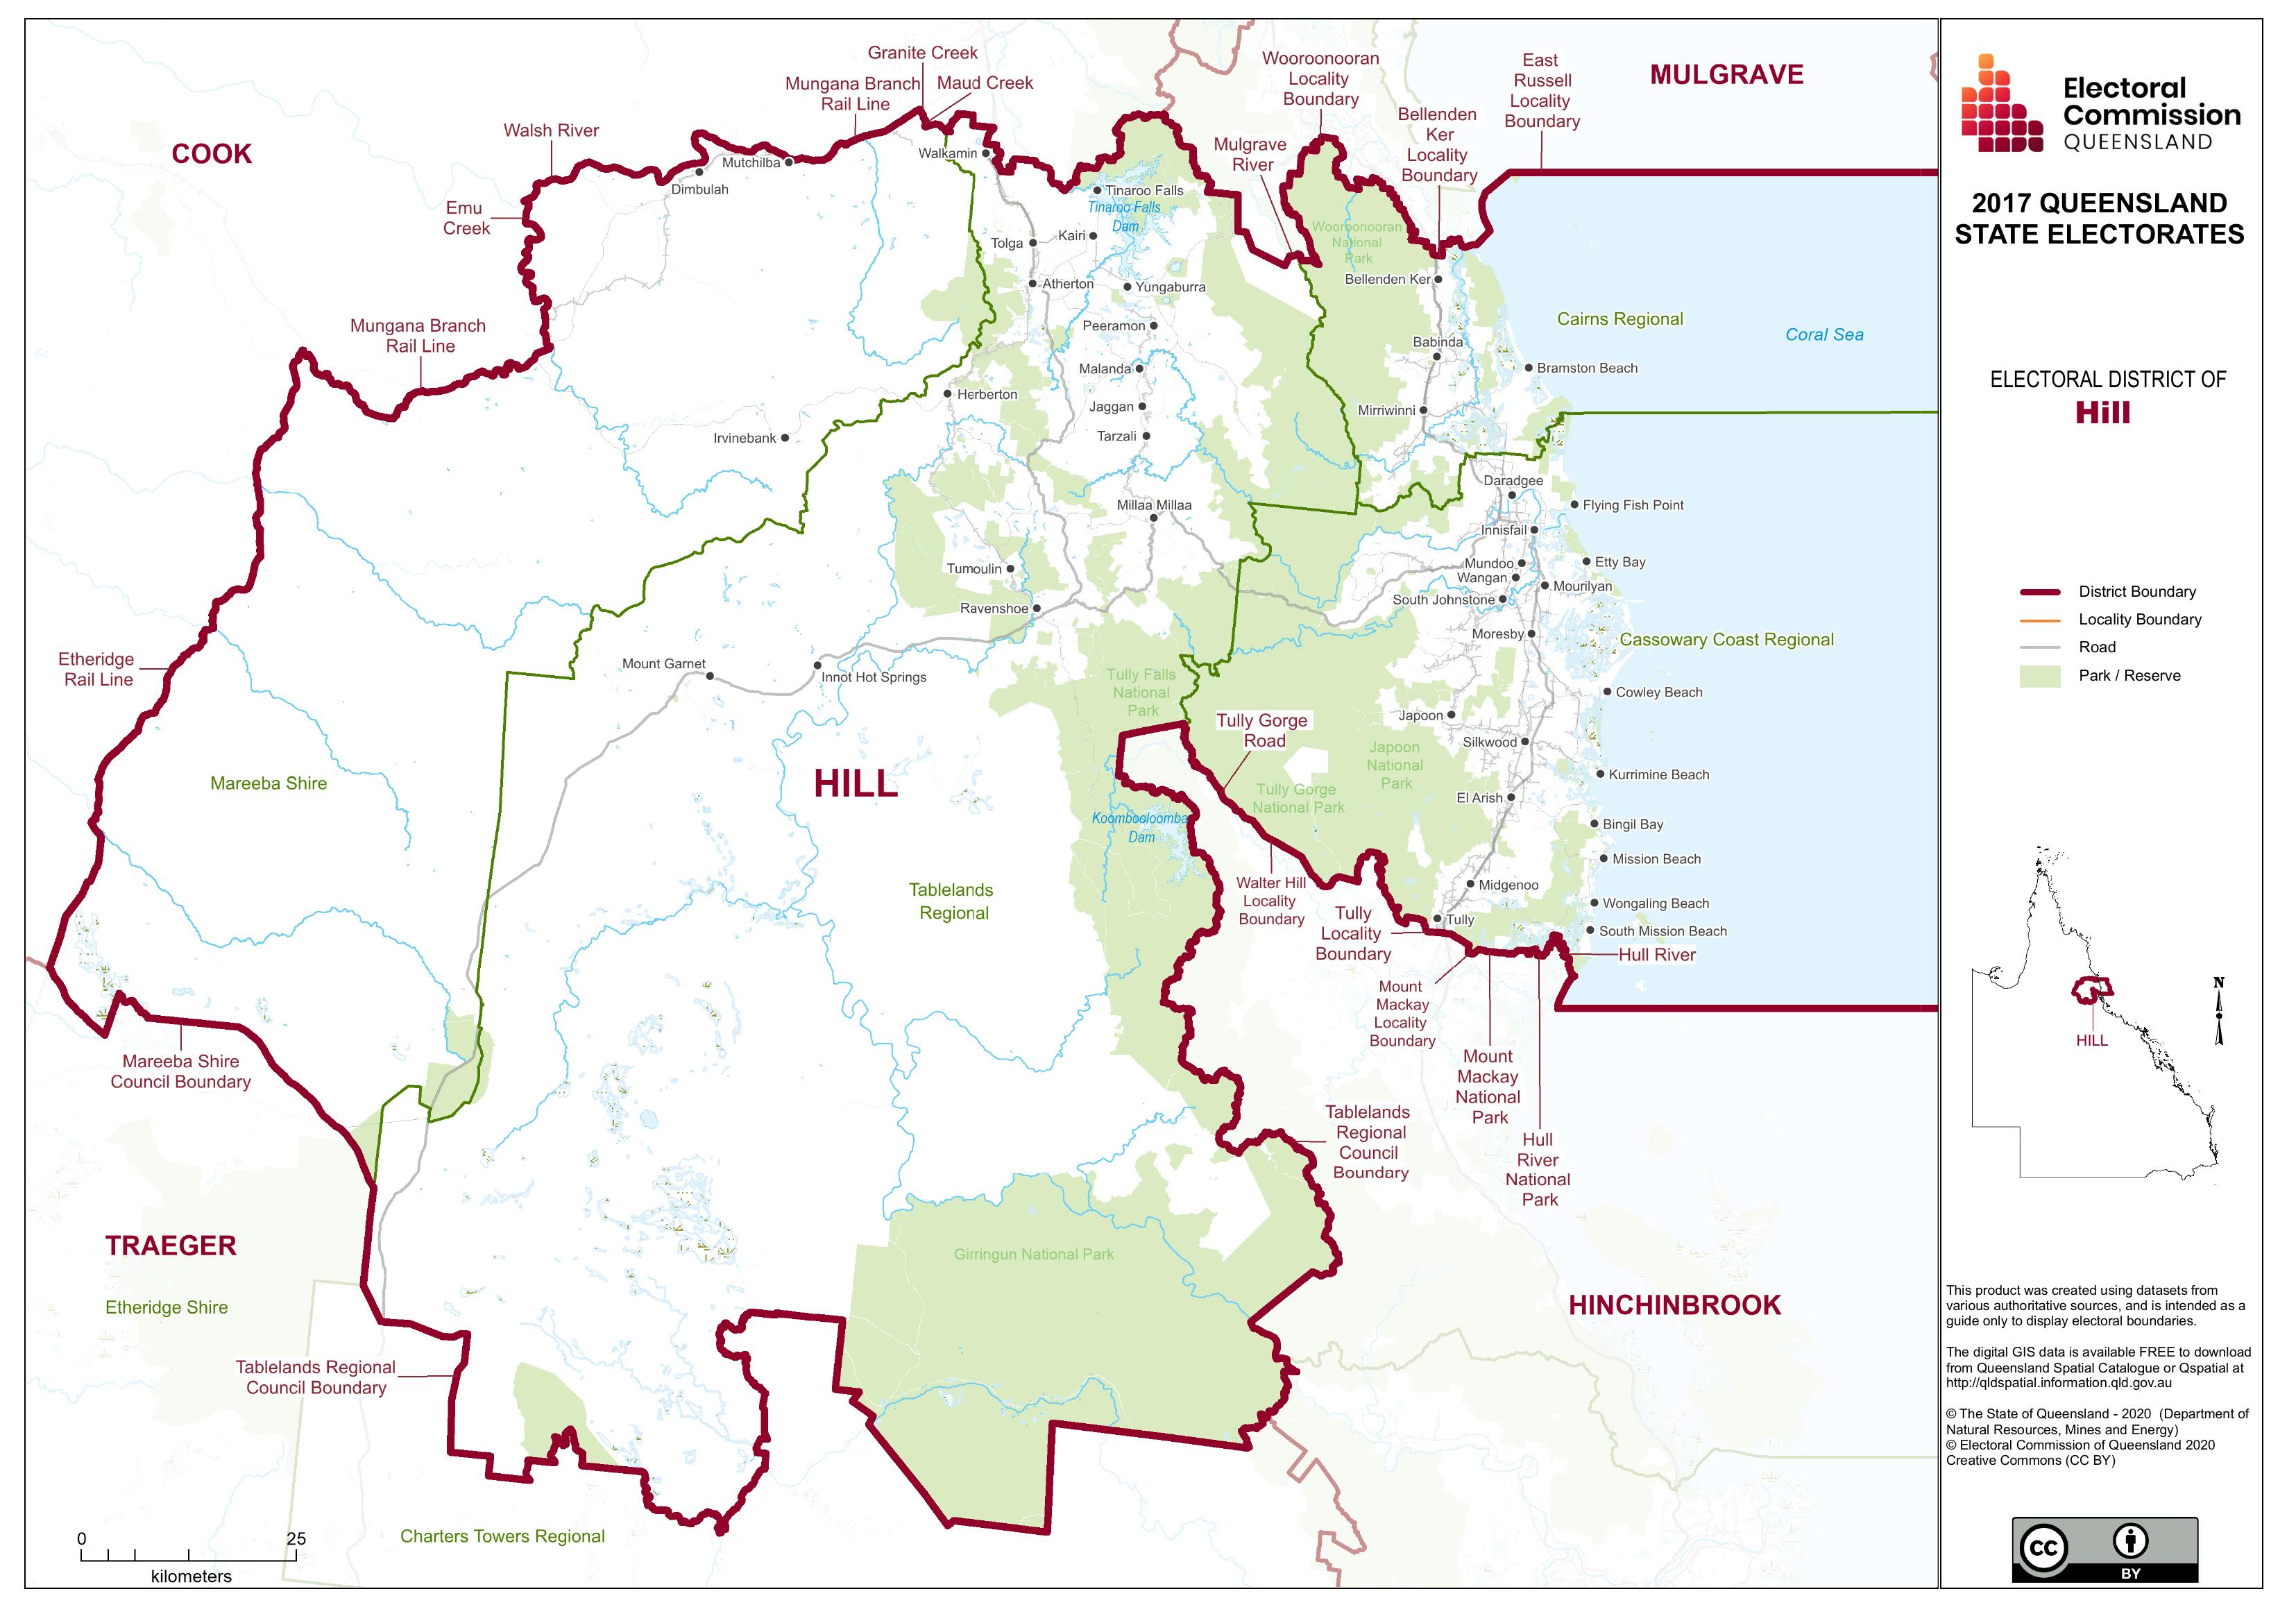 Granite Creek
Mungana Branch
Rail Line
Maud Creek
Wooroonooran
Locality
Boundary
East
Russell
Locality
Boundary
MULGRAVE
COOK
Walsh River
Bellenden
Ker
Locality
Boundary
Mulgrave
River
Walkamin
Mutchilba
Dimbulah
Emu
Creek
Tinaroo Falls
Tinaroo Falls
Dam
Tolga
Kairi
Wooroonooran
National
Park
Atherton
Yungaburra
Bellenden Ker
Mungana Branch
Rail Line
Peeramon
Cairns Regional
Coral Sea
Babinda
Malanda
Bramston Beach
Herberton
Jaggan
Mirriwinni
Irvinebank
Tarzali
Daradgee
Millaa Millaa
Flying Fish Point
Innisfail
Tumoulin
Mundoo
Etty Bay
Wangan
Mourilyan
South Johnstone
Ravenshoe
Moresby
Cassowary Coast Regional
Etheridge
Rail Line
Mount Garnet
Innot Hot Springs
Tully Falls
National
Park
Cowley Beach
Japoon
Tully Gorge
Road
Silkwood
Japoon
National
Park
Mareeba Shire
HILL
Kurrimine Beach
Tully Gorge
National Park
El Arish
Koombooloomba
Dam
Bingil Bay
Mission Beach
Tablelands
Regional
Walter Hill
Locality
Boundary
Midgenoo
Wongaling Beach
Tully
Tully
Locality
Boundary
South Mission Beach
Hull River
Mount
Mackay
Locality
Boundary
Mount
Mackay
National
Park
Mareeba Shire
Council Boundary
Tablelands
Regional
Council
Boundary
Hull
River
National
Park
TRAEGER
Girringun National Park
Etheridge Shire
HINCHINBROOK
Tablelands Regional
Council Boundary
Charters Towers Regional
0 25
kilometers
Electoral
Commission
QUEENSLAND
2017 QUEENSLAND
STATE ELECTORATES
ELECTORAL DISTRICT OF
Hill
District Boundary
Locality Boundary
Road
Park / Reserve
N
HILL
This product was created using datasets from
various authoritative sources, and is intended as a
guide only to display electoral boundaries.
The digital GIS data is available FREE to download
from Queensland Spatial Catalogue or Qspatial at
http://qldspatial.information.qld.gov.au
© The State of Queensland - 2020 (Department of
Natural Resources, Mines and Energy)
© Electoral Commission of Queensland 2020
Creative Commons (CC BY)
CC
BY